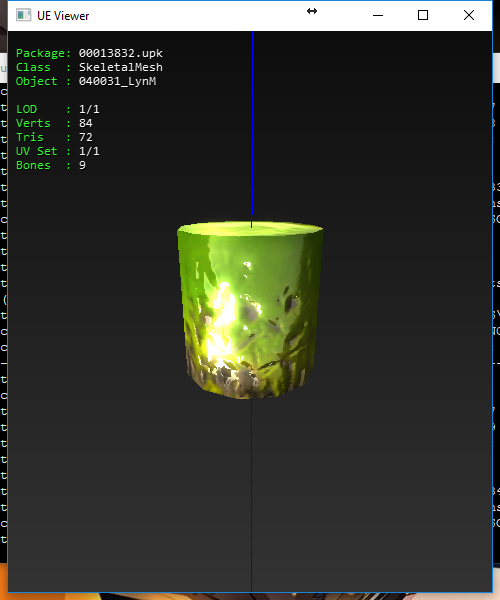 UE Viewer
Package: 00013832.upk
Class : SkeletalMesh
Object : 040031_LynM
LOD : 1/1
Verts : 84
Tris : 72
UV Set : 1/1
Bones : 9